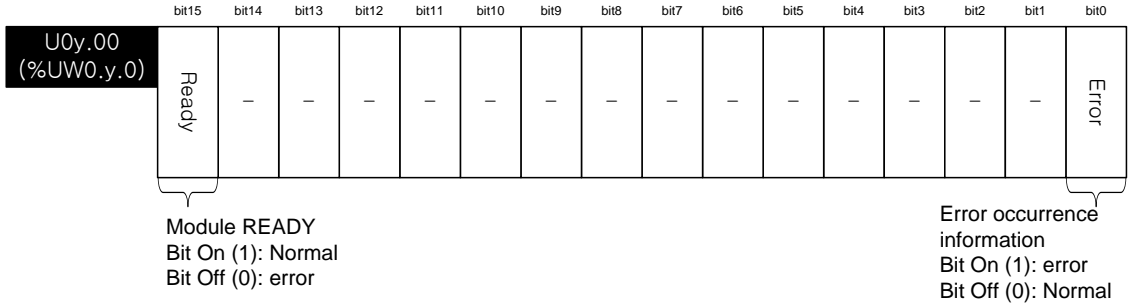 bit15 bit14 bit13 bit12 bit11 bit10 bit9 bit8 bit7 bit6 bit5 bit4 bit3 bit2 bit1 bit0
U0y.00
(%UW0.y.0)
Ready – – – – – – – – – – – – – – Error
Module READY
Bit On (1): Normal
Bit Off (0): error
Error occurrence
information
Bit On (1): error
Bit Off (0): Normal